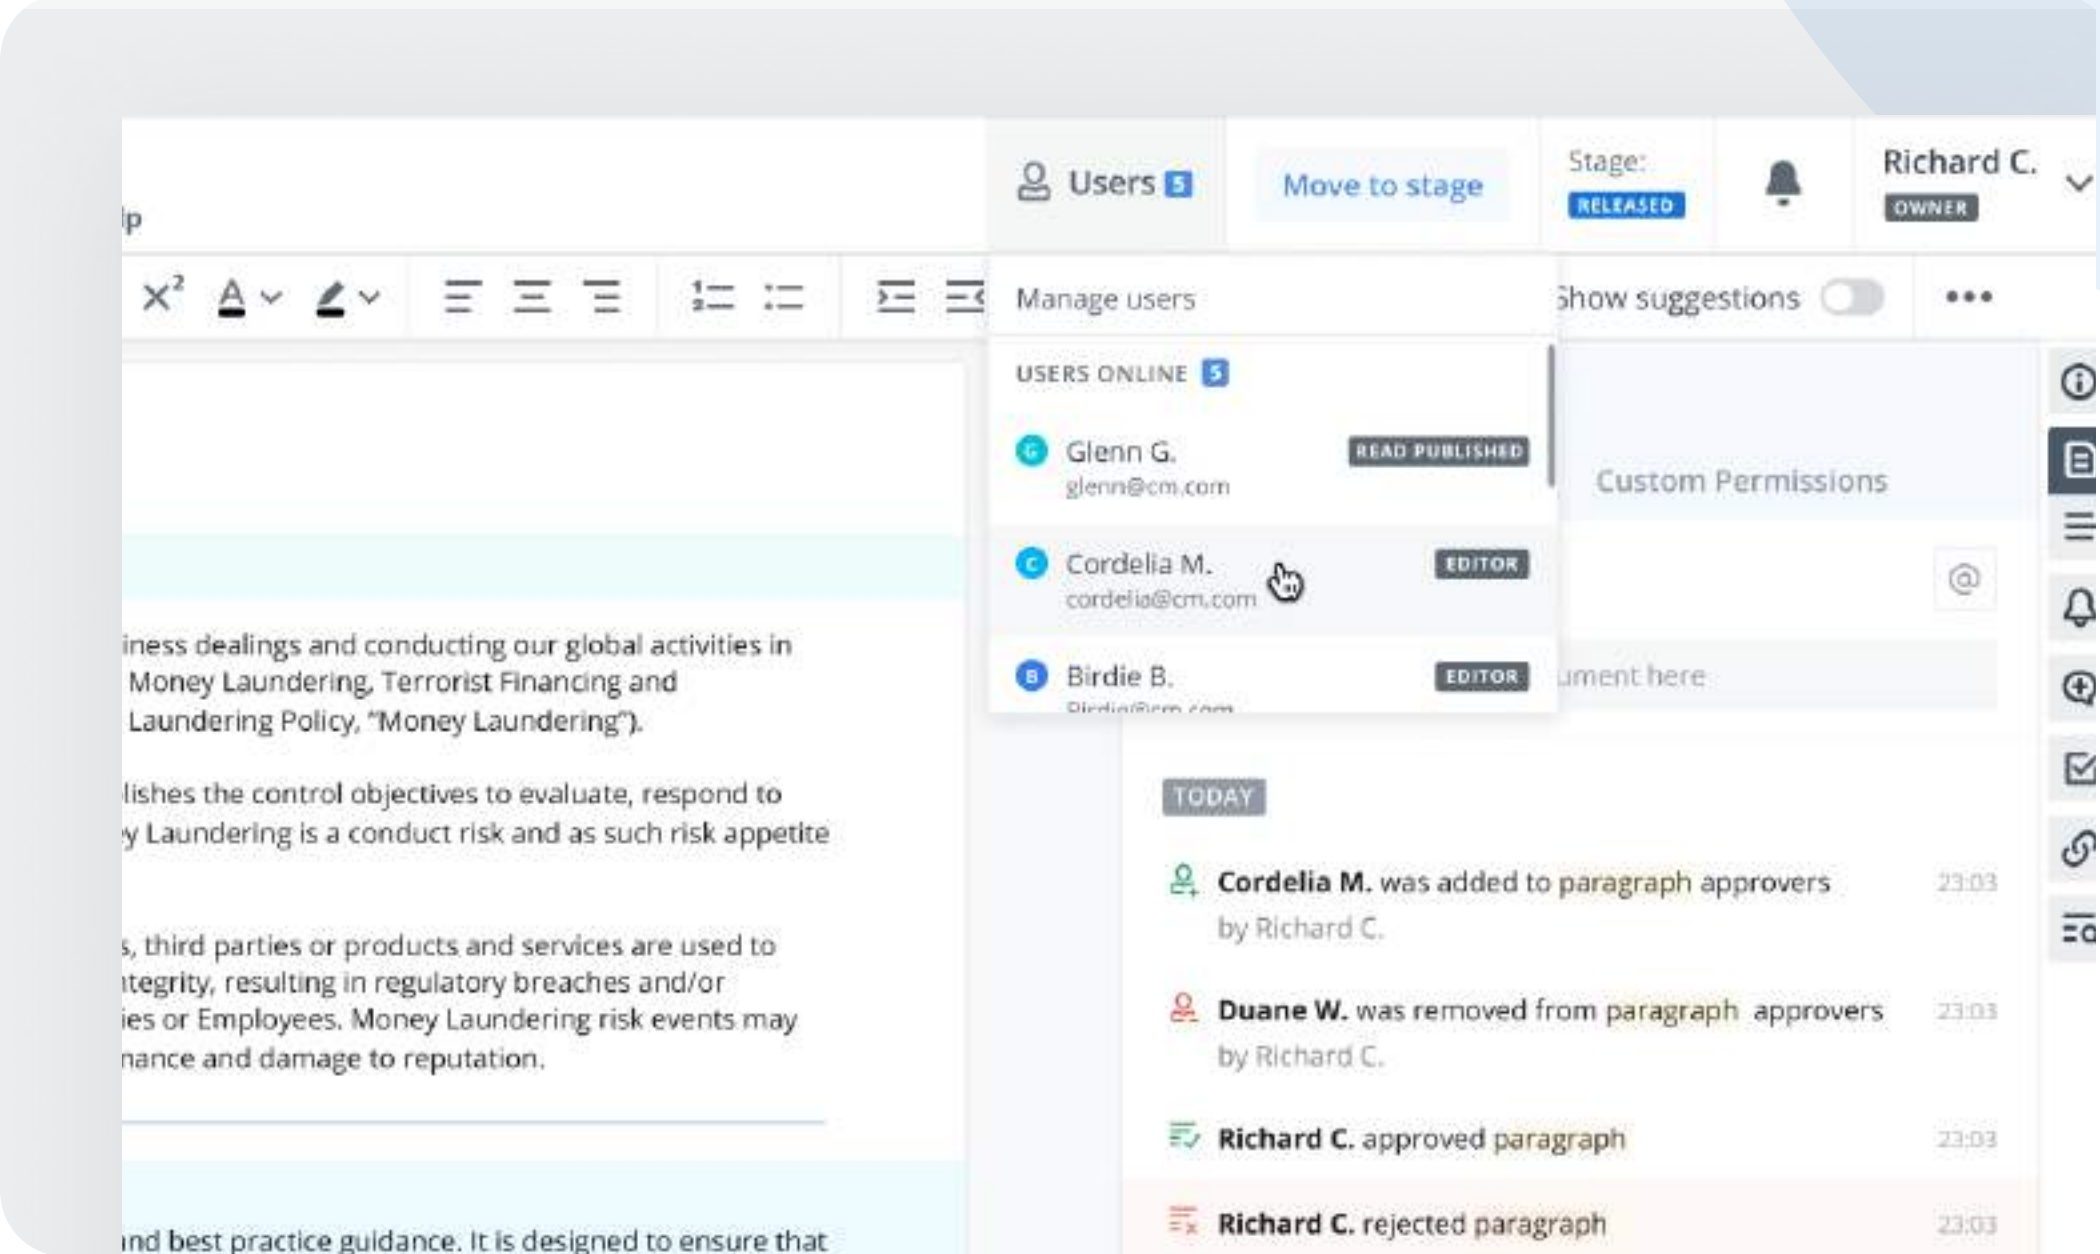 Users 5
Move to stage
Stage:
RELEASED
Richard C.
OWNER
lp
X²
A
Manage users
Show suggestions
USERS ONLINE 5
G
Glenn G.
READ PUBLISHED
glenn@cm.com
Custom Permissions
C
Cordelia M.
EDITOR
cordelia@cm.com
@
B
Birdie B.
EDITOR
Birdie@cm.com
ument here
iness dealings and conducting our global activities in
Money Laundering, Terrorist Financing and
Laundering Policy, “Money Laundering”).
lishes the control objectives to evaluate, respond to
y Laundering is a conduct risk and as such risk appetite
s, third parties or products and services are used to
ntegrity, resulting in regulatory breaches and/or
ies or Employees. Money Laundering risk events may
nance and damage to reputation.
and best practice guidance. It is designed to ensure that
TODAY
Cordelia M. was added to paragraph approvers
23:03
by Richard C.
Duane W. was removed from paragraph approvers
23:03
by Richard C.
Richard C. approved paragraph
23:03
Richard C. rejected paragraph
23:03